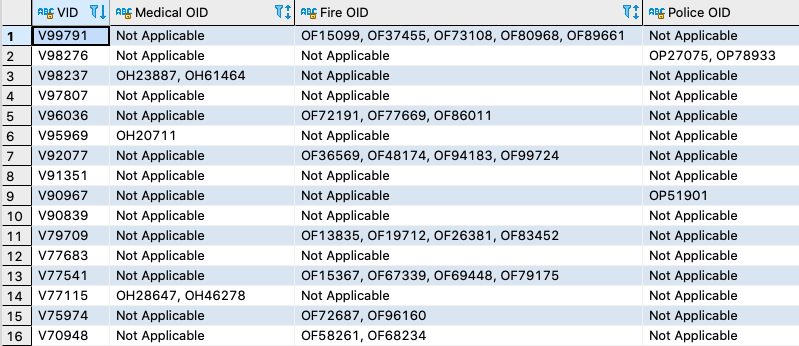 ABC VID ABC Medical OID ABC Fire OID ABC Police OID
1 V99791 Not Applicable OF15099, OF37455, OF73108, OF80968, OF89661 Not Applicable
2 V98276 Not Applicable Not Applicable OP27075, OP78933
3 V98237 OH23887, OH61464 Not Applicable Not Applicable
4 V97807 Not Applicable Not Applicable Not Applicable
5 V96036 Not Applicable OF72191, OF77669, OF86011 Not Applicable
6 V95969 OH20711 Not Applicable Not Applicable
7 V92077 Not Applicable OF36569, OF48174, OF94183, OF99724 Not Applicable
8 V91351 Not Applicable Not Applicable Not Applicable
9 V90967 Not Applicable Not Applicable OP51901
10 V90839 Not Applicable Not Applicable Not Applicable
11 V79709 Not Applicable OF13835, OF19712, OF26381, OF83452 Not Applicable
12 V77683 Not Applicable Not Applicable Not Applicable
13 V77541 Not Applicable OF15367, OF67339, OF69448, OF79175 Not Applicable
14 V77115 OH28647, OH46278 Not Applicable Not Applicable
15 V75974 Not Applicable OF72687, OF96160 Not Applicable
16 V70948 Not Applicable OF58261, OF68234 Not Applicable